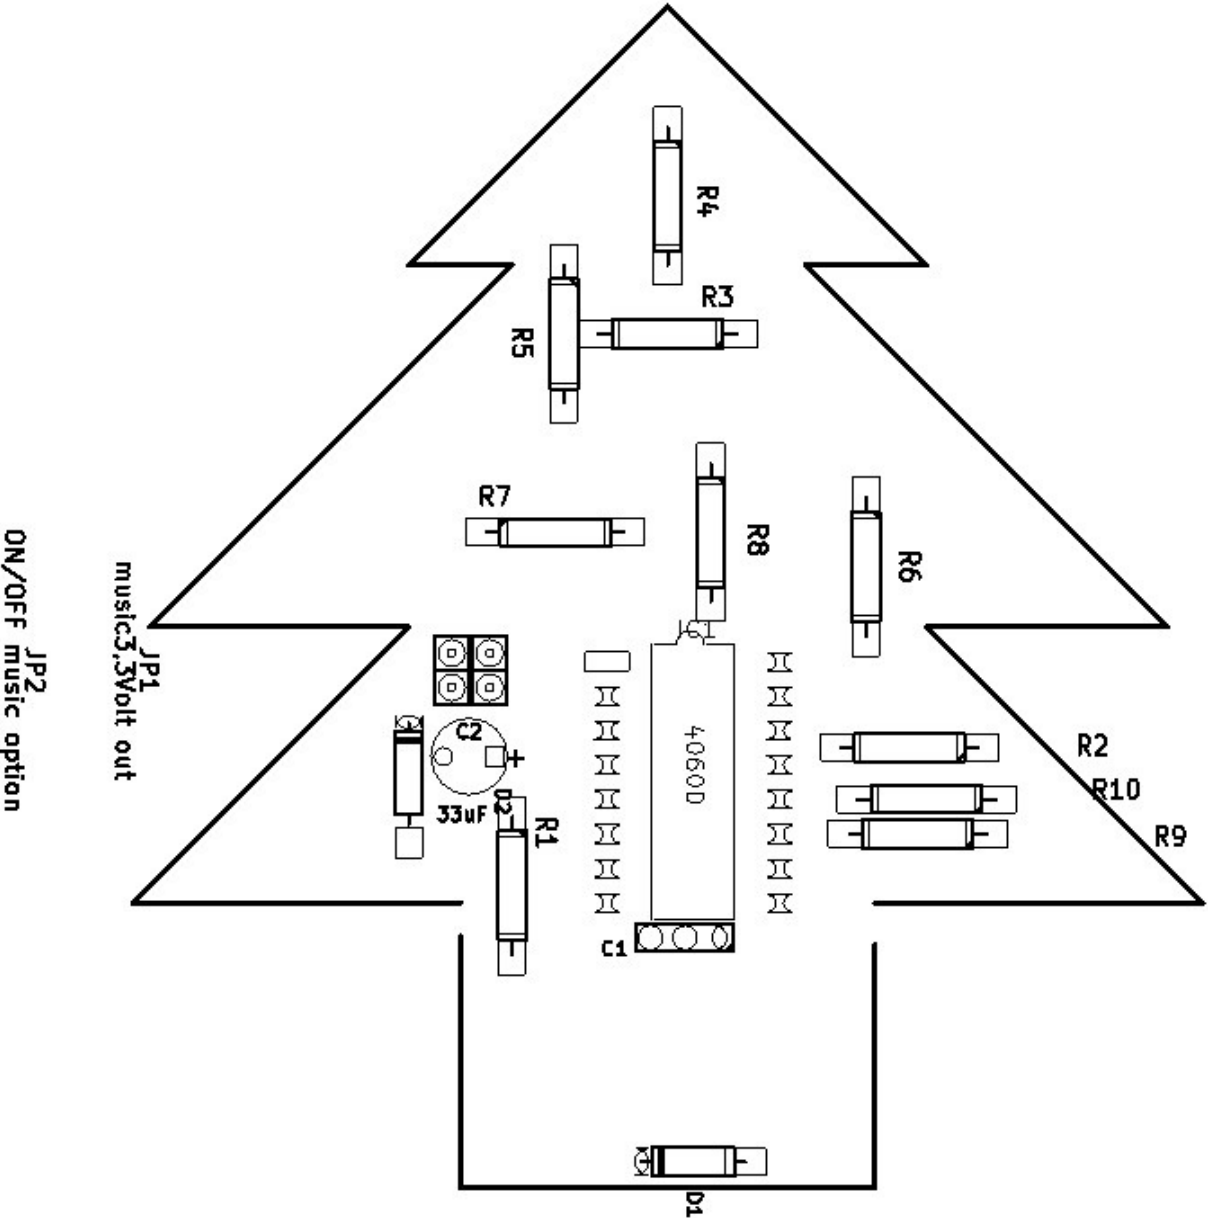 R4
R3
R5
R7
R8
R6
IC1
4060D
C2
+
33uF
D2
R1
R2
R10
R9
C1
D1
JP1
music3.3Volt out
JP2
ON/OFF music option